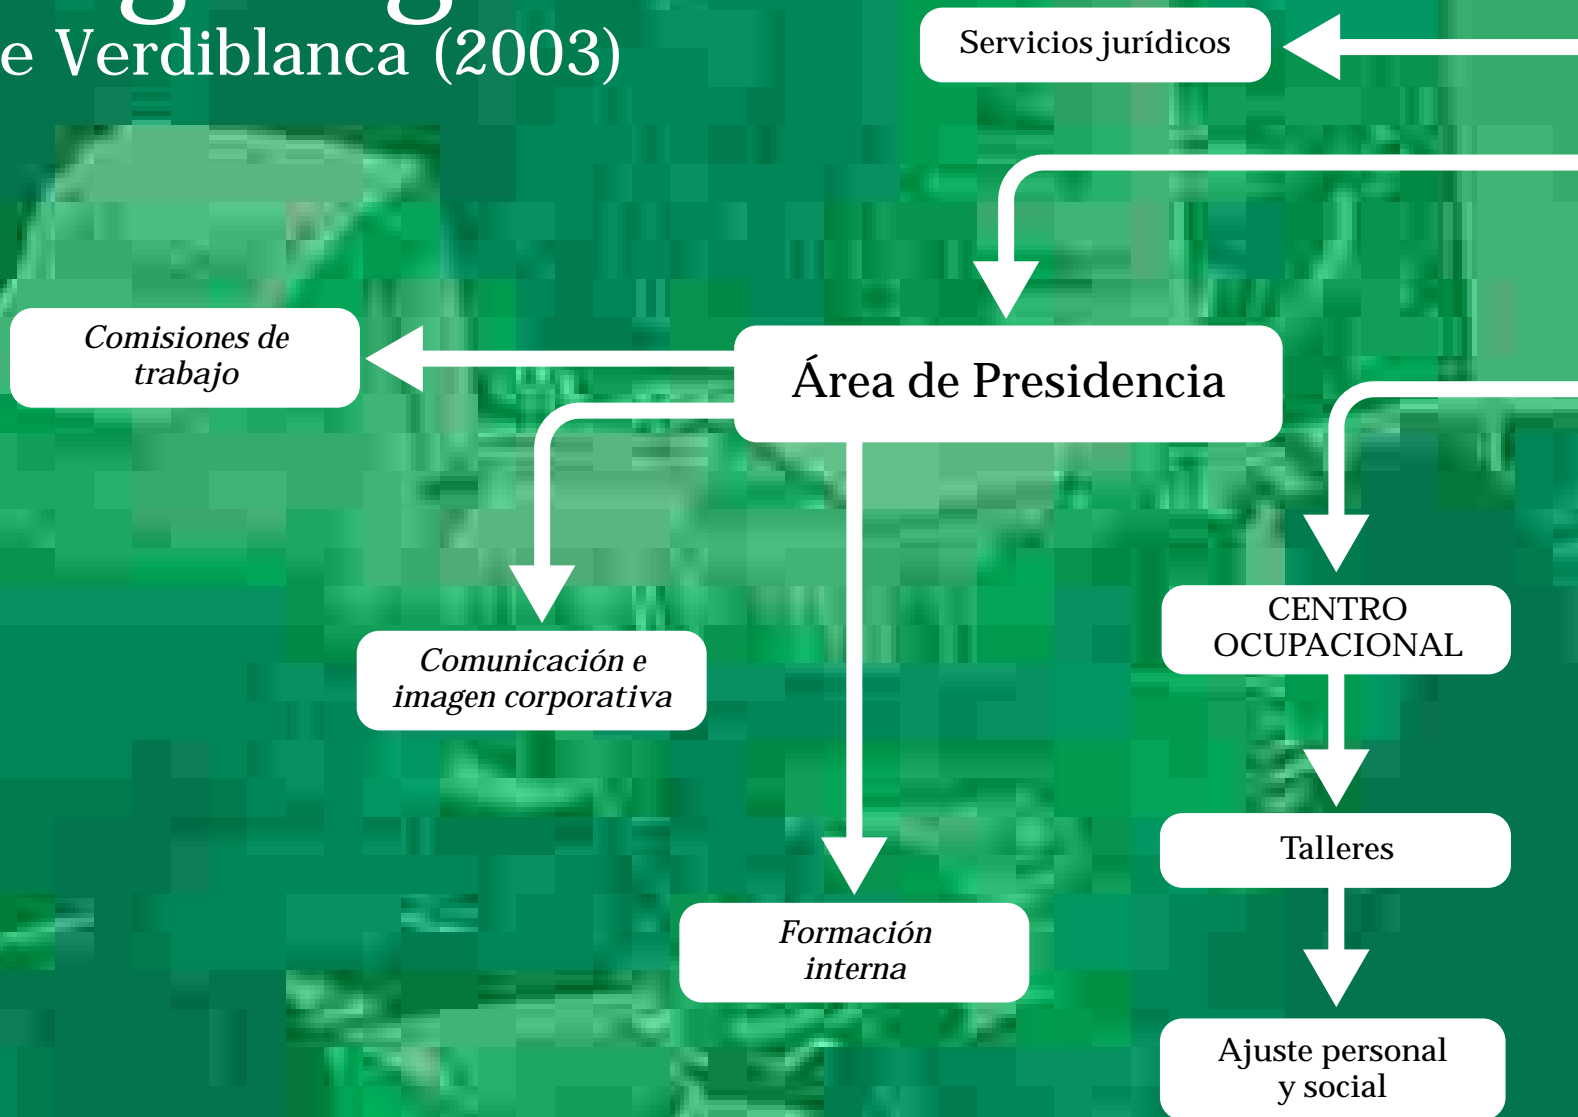 e Verdiblanca (2003)
Servicios jurídicos
Comisiones de
trabajo
Área de Presidencia
Comunicación e
imagen corporativa
CENTRO
OCUPACIONAL
Talleres
Formación
interna
Ajuste personal
y social